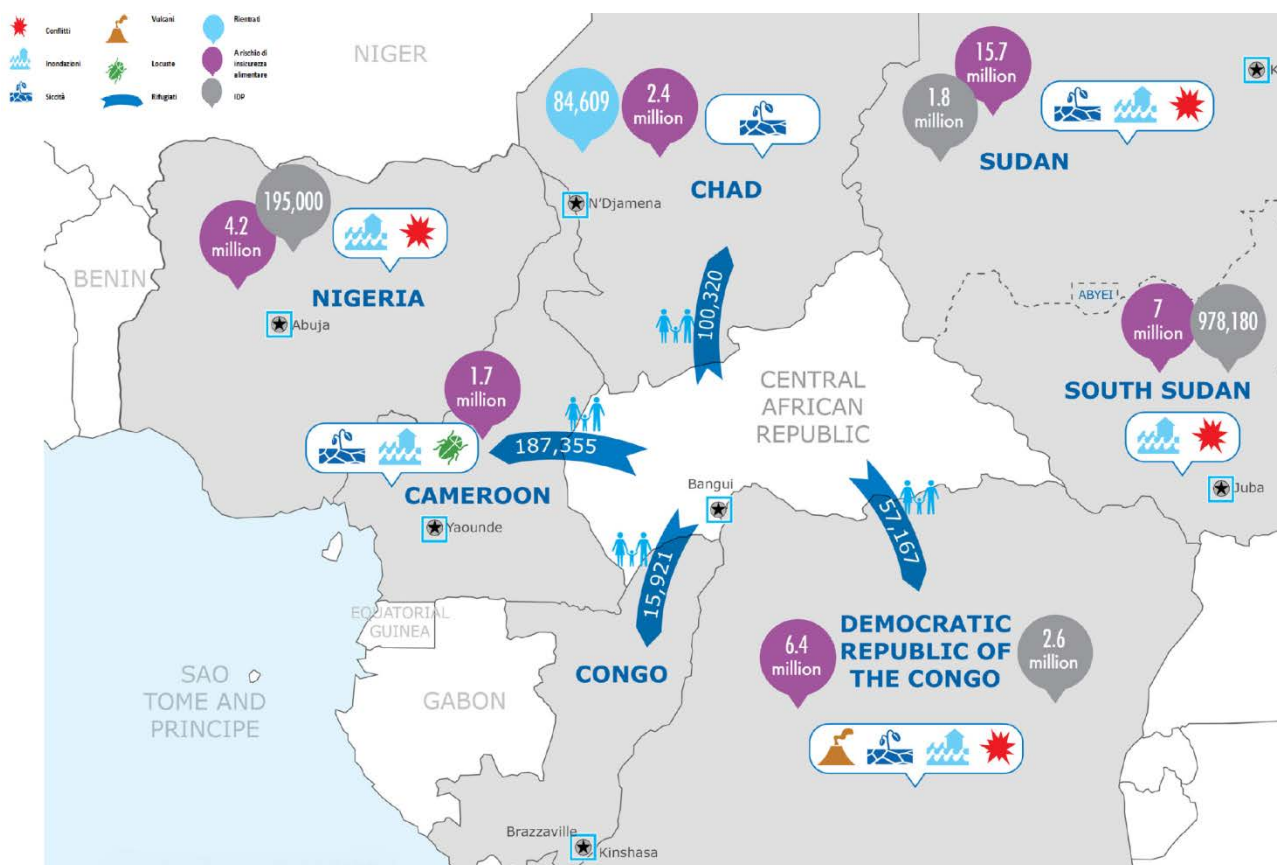 Conflitti
Vulcani
Rientrati
Inondazioni
Locuste
A rischio di
insicurezza
alimentare
Siccità
Rifugiati
IDP
NIGER
84,609
2.4
million
CHAD
N'Djamena
15.7
million
1.8
million
SUDAN
K
195,000
4.2
million
NIGERIA
Abuja
BENIN
100,320
ABYEI
7
million
978,180
SOUTH SUDAN
Juba
CENTRAL
AFRICAN
REPUBLIC
Bangui
1.7
million
187,355
CAMEROON
Yaounde
57,167
15,921
EQUATORIAL
GUINEA
SAO
TOME AND
PRINCIPE
GABON
CONGO
6.4
million
DEMOCRATIC
REPUBLIC OF
THE CONGO
2.6
million
Brazzaville
Kinshasa